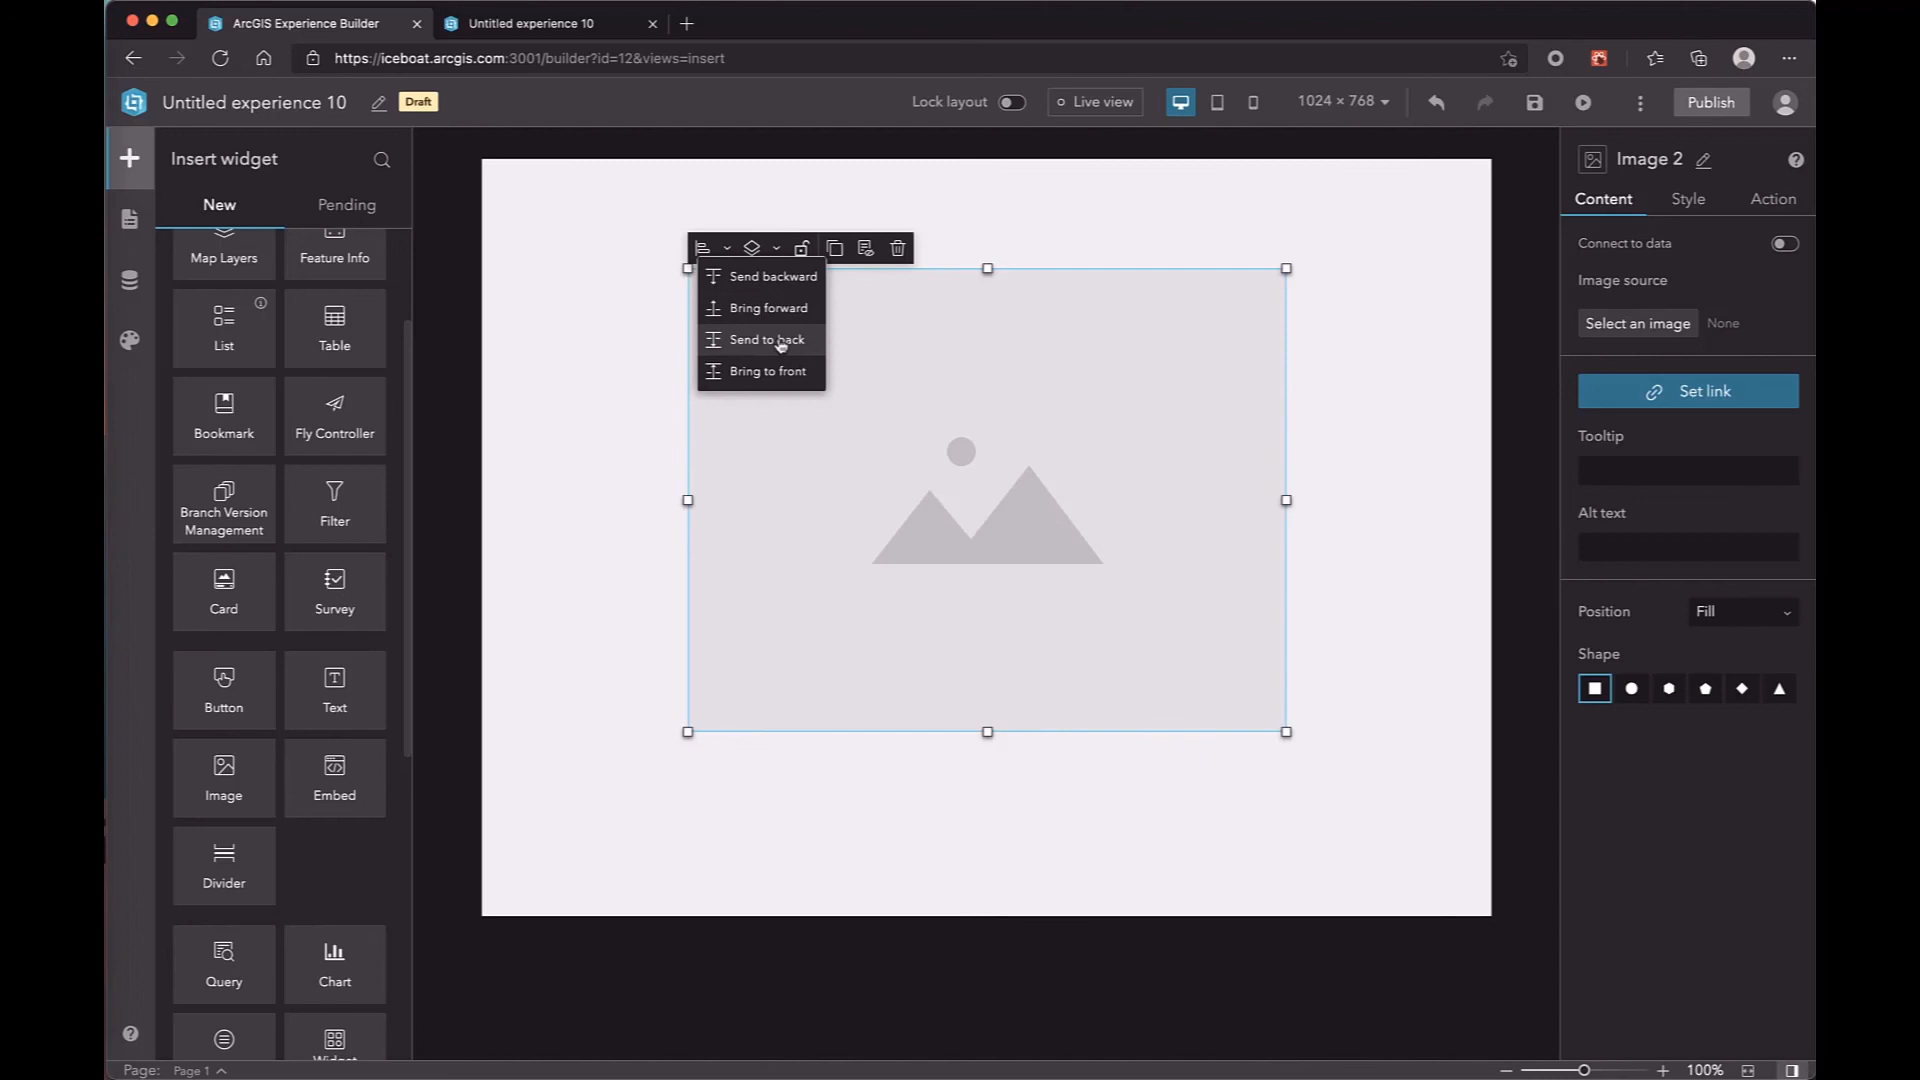 ArcGIS Experience Builder
Untitled experience 10
https://iceboat.arcgis.com:3001/builder?id=12&views=insert
Untitled experience 10
Draft
Lock layout
Live view
1024 × 768
Publish
Insert widget
New
Pending
Map Layers
Feature Info
List
Table
Bookmark
Fly Controller
Branch Version
Management
Filter
Card
Survey
Button
Text
Image
Embed
Divider
Query
Chart
Widget
Send backward
Bring forward
Send to back
Bring to front
Image 2
Content
Style
Action
Connect to data
Image source
Select an image
None
Set link
Tooltip
Alt text
Position
Fill
Shape
Page:
Page 1
100%